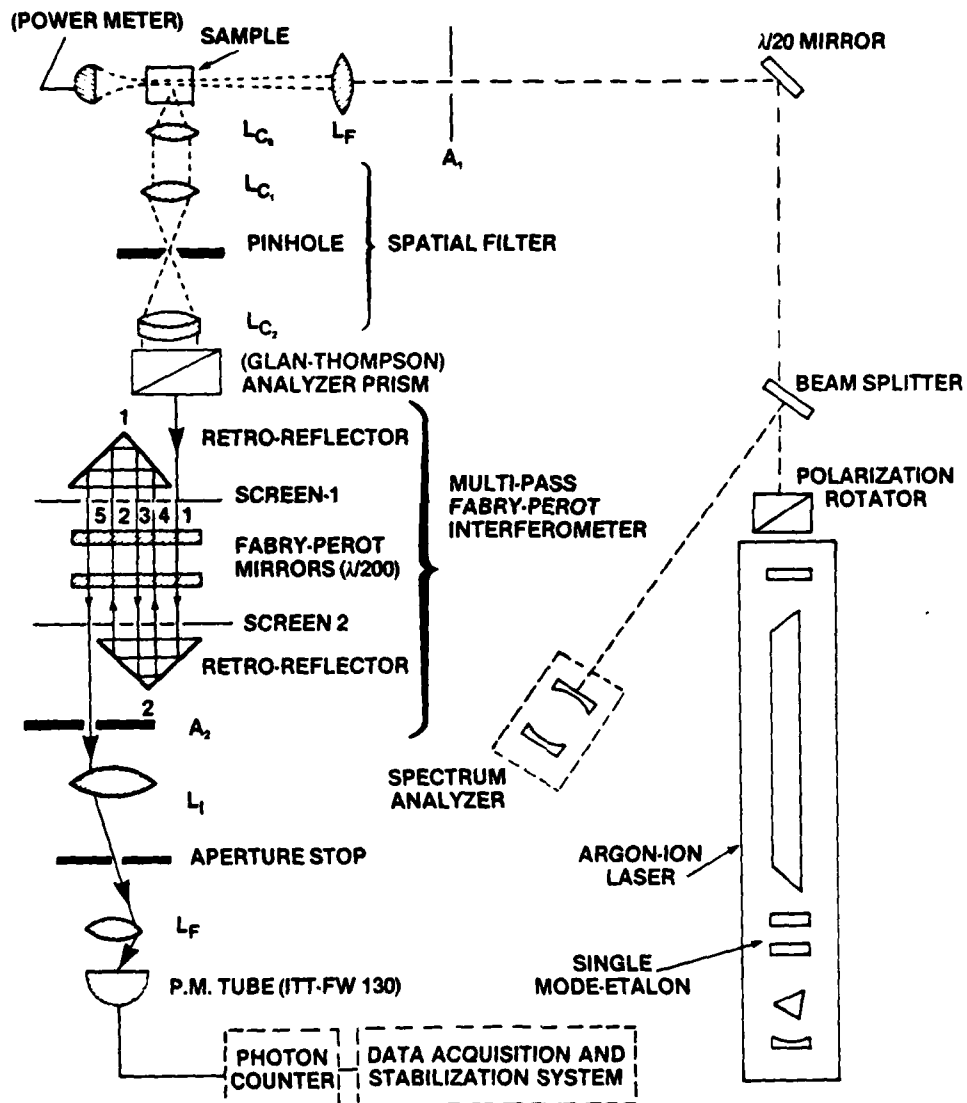 (POWER METER)
SAMPLE
λ/20 MIRROR
L_C₀
L_F
A₁
L_C₁
PINHOLE
SPATIAL FILTER
L_C₂
(GLAN-THOMPSON)
ANALYZER PRISM
BEAM SPLITTER
1
RETRO-REFLECTOR
POLARIZATION
ROTATOR
SCREEN-1
MULTI-PASS
FABRY-PEROT
INTERFEROMETER
5 2 3 4 1
FABRY-PEROT
MIRRORS (λ/200)
SCREEN 2
RETRO-REFLECTOR
2
A₂
SPECTRUM
ANALYZER
L_i
APERTURE STOP
ARGON-ION
LASER
L_F
SINGLE
MODE-ETALON
P.M. TUBE (ITT-FW 130)
PHOTON
COUNTER
DATA ACQUISITION AND
STABILIZATION SYSTEM